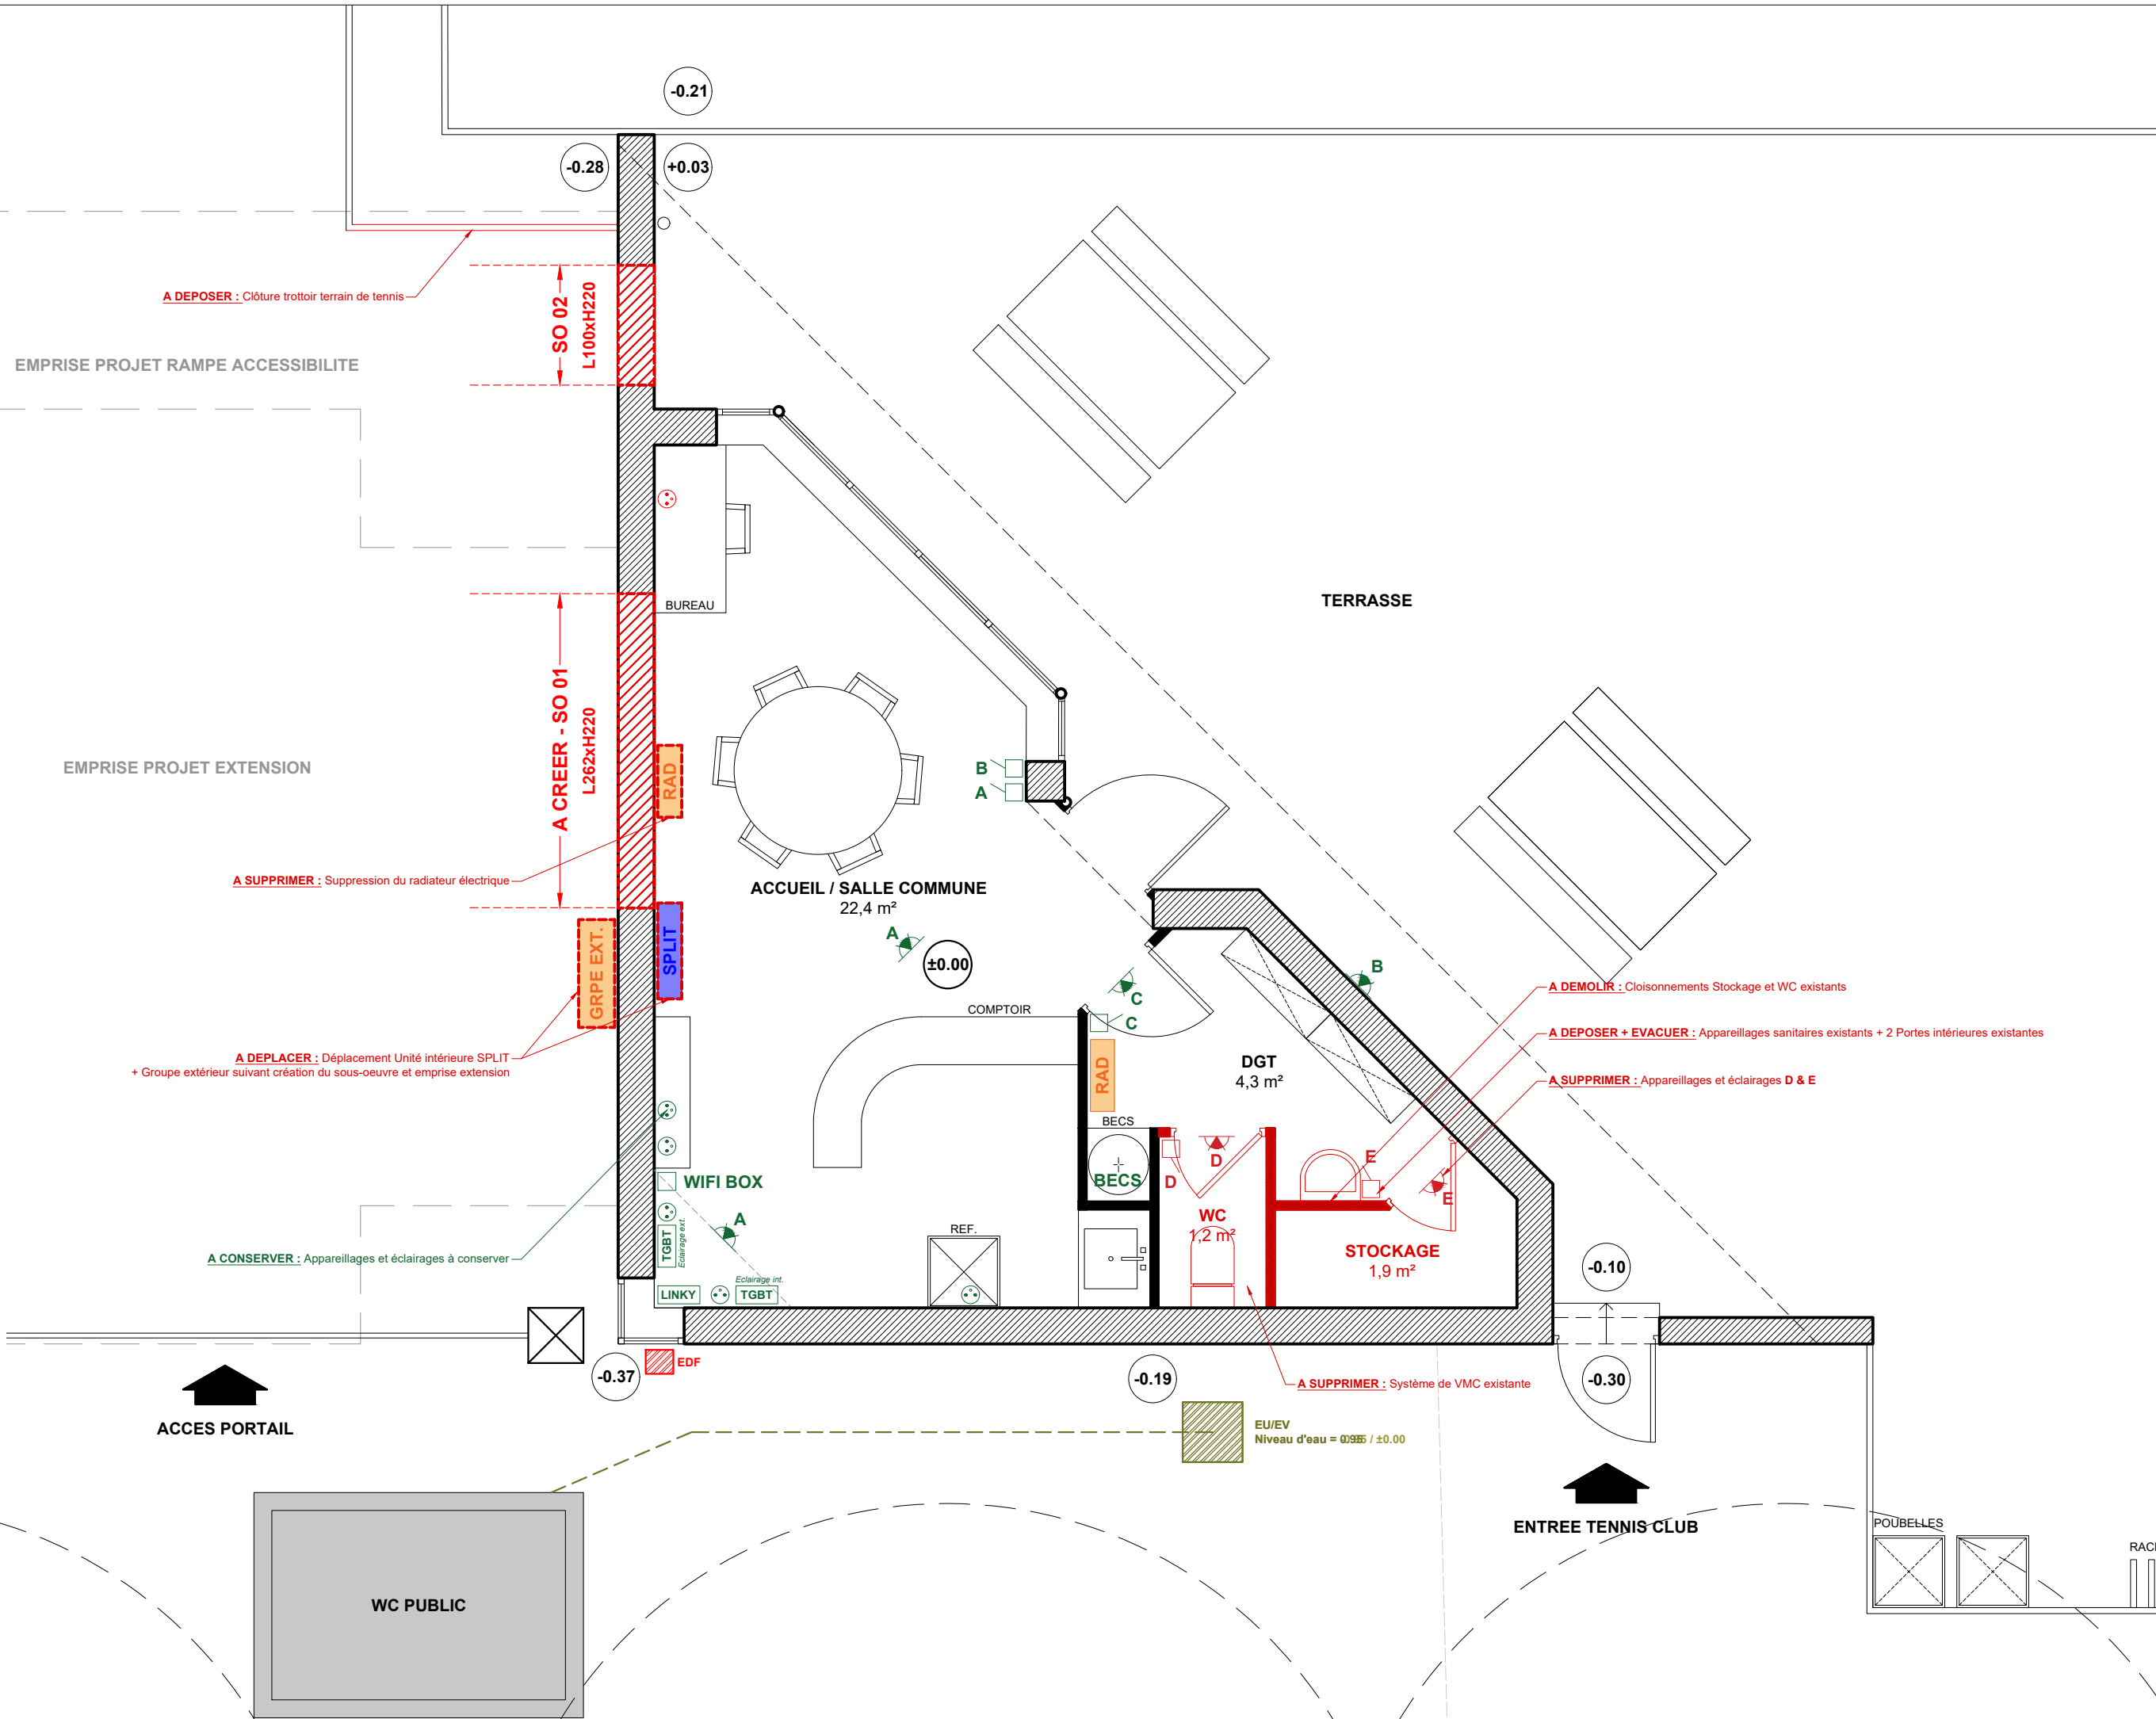 -0.21
-0.28
+0.03
A DEPOSER : Clôture trottoir terrain de tennis
SO 02
L100xH220
EMPRISE PROJET RAMPE ACCESSIBILITE
BUREAU
TERRASSE
A CREER - SO 01
L262xH220
EMPRISE PROJET EXTENSION
RAD
B
A
A SUPPRIMER : Suppression du radiateur électrique
ACCUEIL / SALLE COMMUNE
22,4 m²
A
±0.00
SPLIT
GRPE EXT.
B
C
C
COMPTOIR
A DEMOLIR : Cloisonnements Stockage et WC existants
A DEPOSER + EVACUER : Appareillages sanitaires existants + 2 Portes intérieures existantes
A DEPLACER : Déplacement Unité intérieure SPLIT
+ Groupe extérieur suivant création du sous-oeuvre et emprise extension
RAD
DGT
4,3 m²
A SUPPRIMER : Appareillages et éclairages D & E
BECS
BECS
D
D
E
E
WIFI BOX
A
TGBT
Eclairage ext.
WC
1,2 m²
REF.
STOCKAGE
1,9 m²
A CONSERVER : Appareillages et éclairages à conserver
Eclairage int.
LINKY
TGBT
-0.10
EDF
-0.37
-0.19
-0.30
A SUPPRIMER : Système de VMC existante
ACCES PORTAIL
EU/EV
Niveau d'eau = / ±0.00
ENTREE TENNIS CLUB
POUBELLES
WC PUBLIC